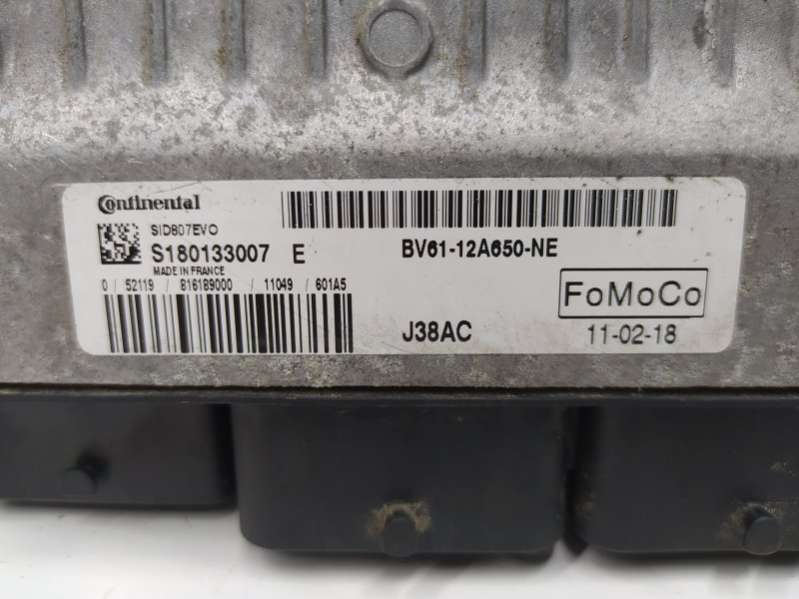 Continental
SID807EVO
S180133007 E
MADE IN FRANCE
0 / 52119 / 816189000 / 11049 / 601A5
BV61-12A650-NE
FoMoCo
J38AC
11-02-18